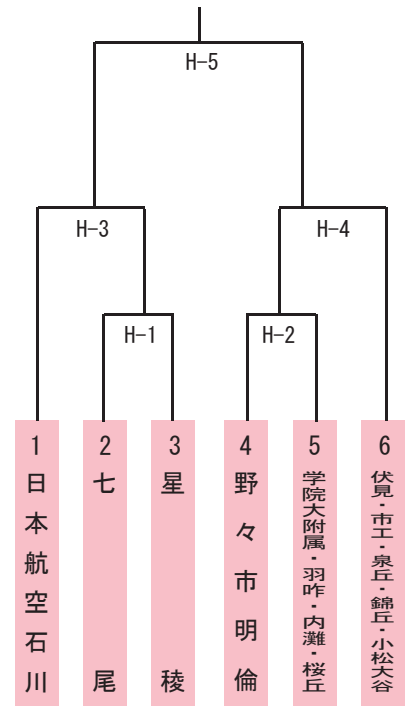 H-5
H-3
H-4
H-1
H-2
1
日本航空石川
2
七尾
3
星稜
4
野々市明倫
5
学院大附属・羽咋・内灘・桜丘
6
伏見・市工・泉丘・錦丘・小松大谷